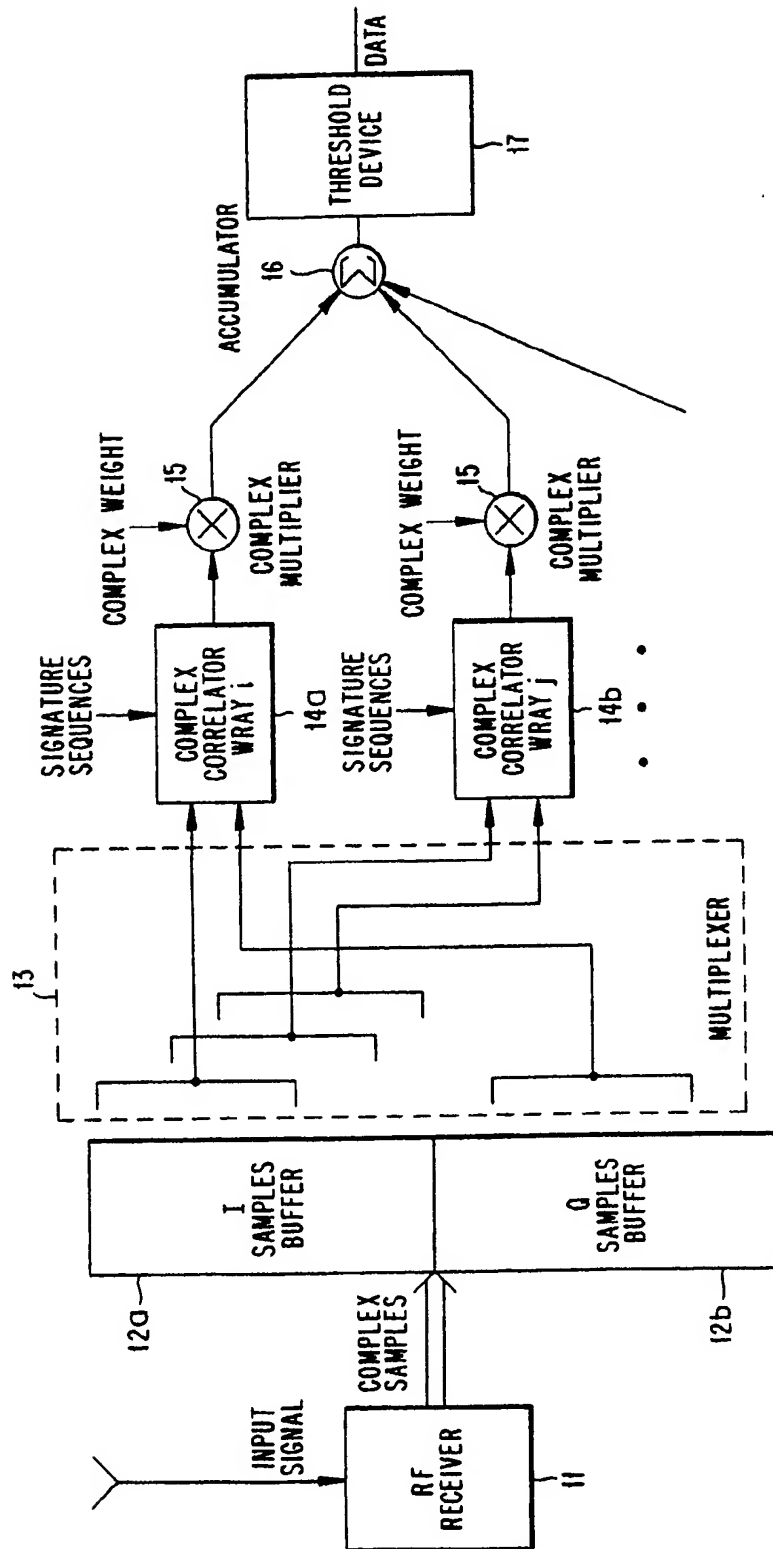 INPUT
SIGNAL
RF
RECEIVER
11
COMPLEX
SAMPLES
12a
I
SAMPLES
BUFFER
Q
SAMPLES
BUFFER
12b
13
MULTIPLEXER
SIGNATURE
SEQUENCES
COMPLEX
CORRELATOR
WRAY i
14a
SIGNATURE
SEQUENCES
COMPLEX
CORRELATOR
WRAY j
14b
COMPLEX WEIGHT
15
COMPLEX
MULTIPLIER
COMPLEX WEIGHT
15
COMPLEX
MULTIPLIER
ACCUMULATOR
16
Σ
THRESHOLD
DEVICE
17
DATA